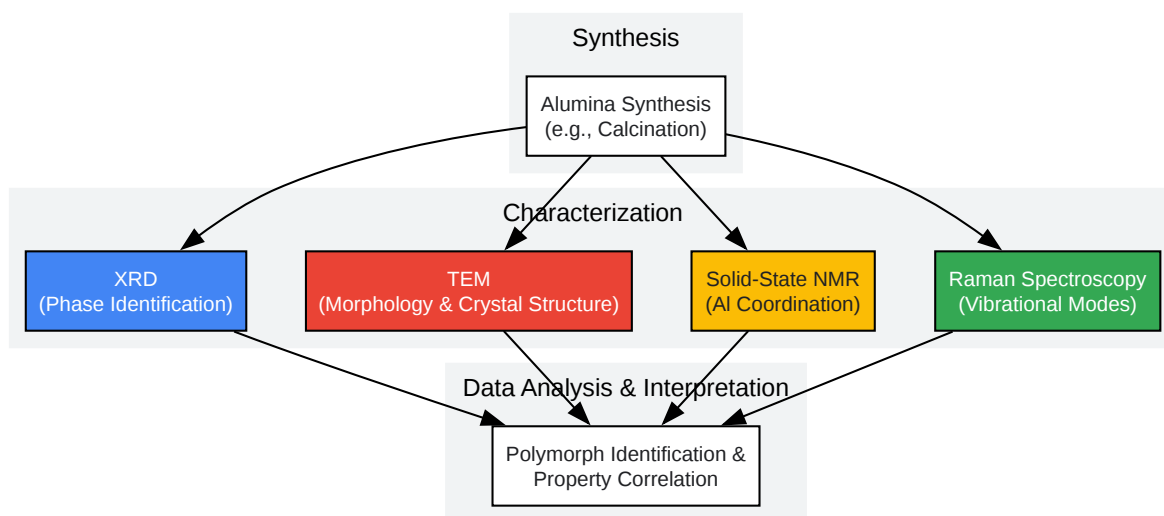 Synthesis
Alumina Synthesis
(e.g., Calcination)
Characterization
XRD
(Phase Identification)
TEM
(Morphology & Crystal Structure)
Solid-State NMR
(Al Coordination)
Raman Spectroscopy
(Vibrational Modes)
Data Analysis & Interpretation
Polymorph Identification &
Property Correlation